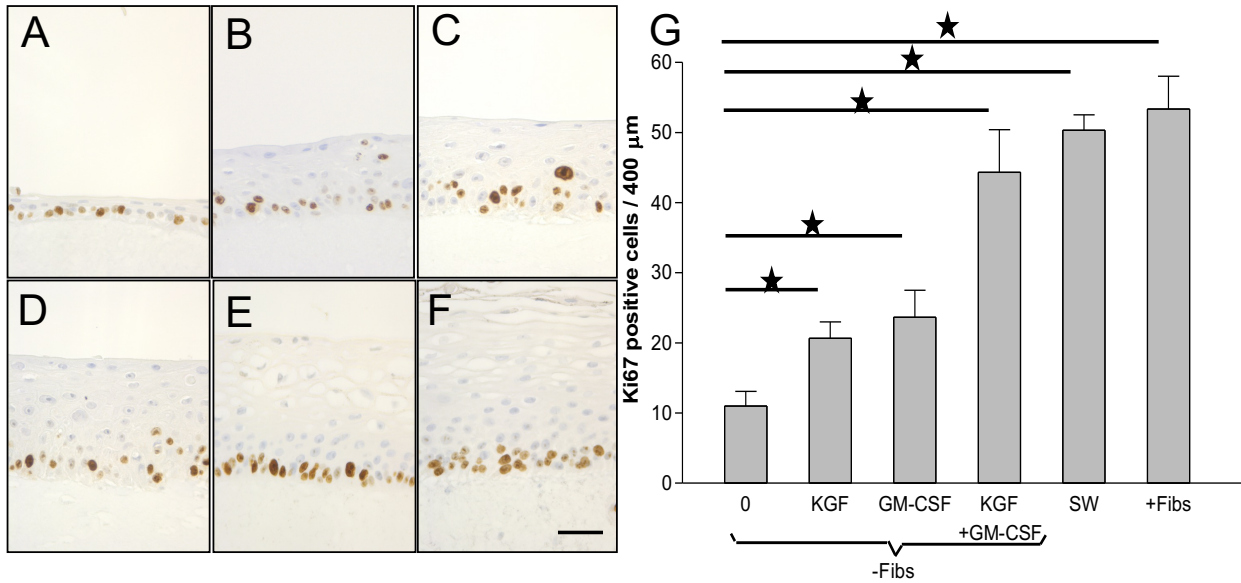 A
B
C
D
E
F
G
Ki67 positive cells / 400 µm
60
50
40
30
20
10
0
0 KGF GM-CSF KGF SW +Fibs
+GM-CSF
-Fibs